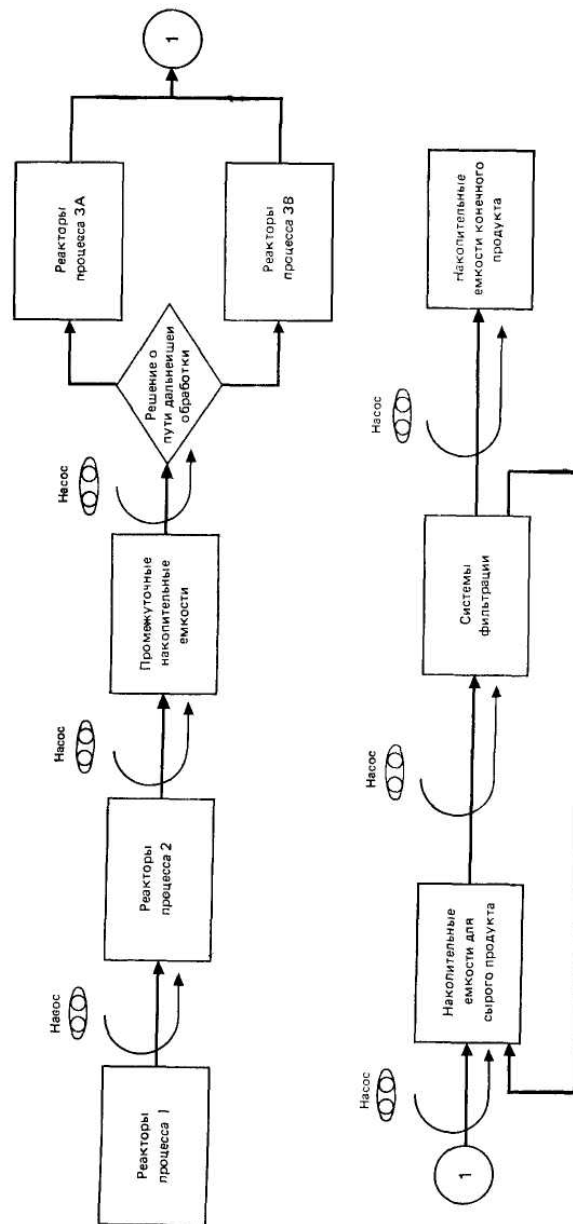 Реакторы
процесса 1
Насос
Реакторы
процесса 2
Насос
Промежуточные
накопительные
емкости
Насос
Решение о
пути дальнейшей
обработки
Реакторы
процесса 3А
Реакторы
процесса 3В
1
1
Насос
Накопительные
емкости для
сырого продукта
Насос
Системы
фильтрации
Насос
Накопительные
емкости конечного
продукта